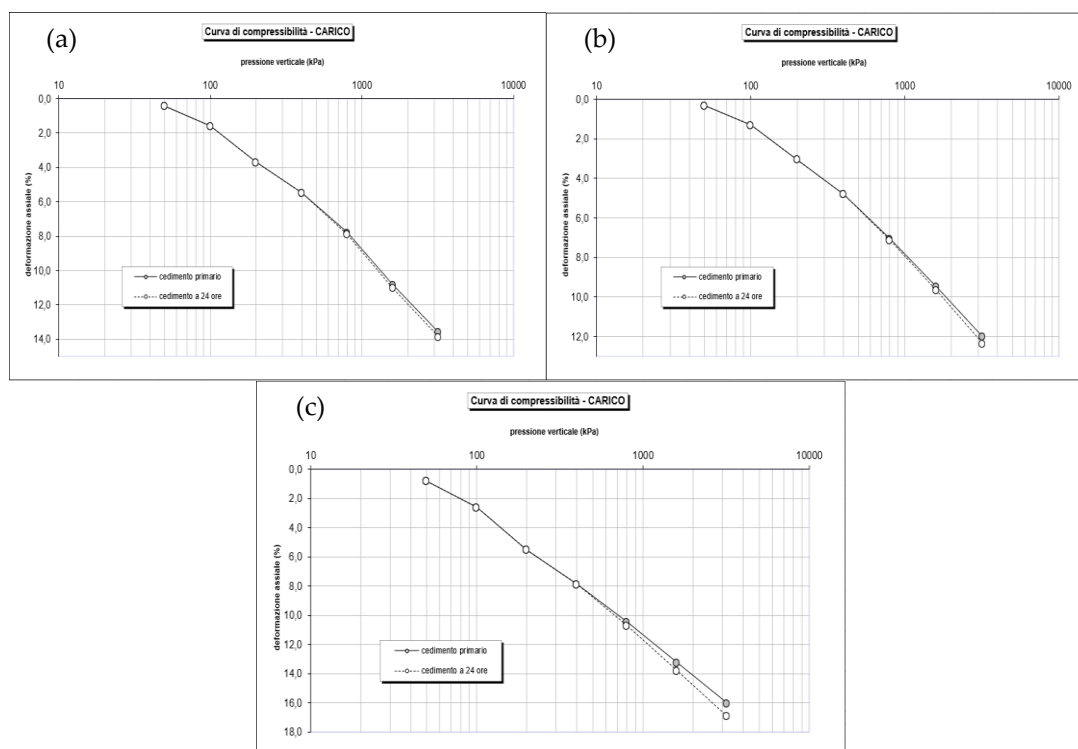 (a)
Curva di compressibilità - CARICO
pressione verticale (kPa)
10 100 1000 10000
0,0
2,0
4,0
6,0
8,0
10,0
12,0
14,0
deformazione assiale (%)
cedimento primario
cedimento a 24 ore
(b)
Curva di compressibilità - CARICO
pressione verticale (kPa)
10 100 1000 10000
0,0
2,0
4,0
6,0
8,0
10,0
12,0
deformazione assiale (%)
cedimento primario
cedimento a 24 ore
(c)
Curva di compressibilità - CARICO
pressione verticale (kPa)
10 100 1000 10000
0,0
2,0
4,0
6,0
8,0
10,0
12,0
14,0
16,0
18,0
deformazione assiale (%)
cedimento primario
cedimento a 24 ore